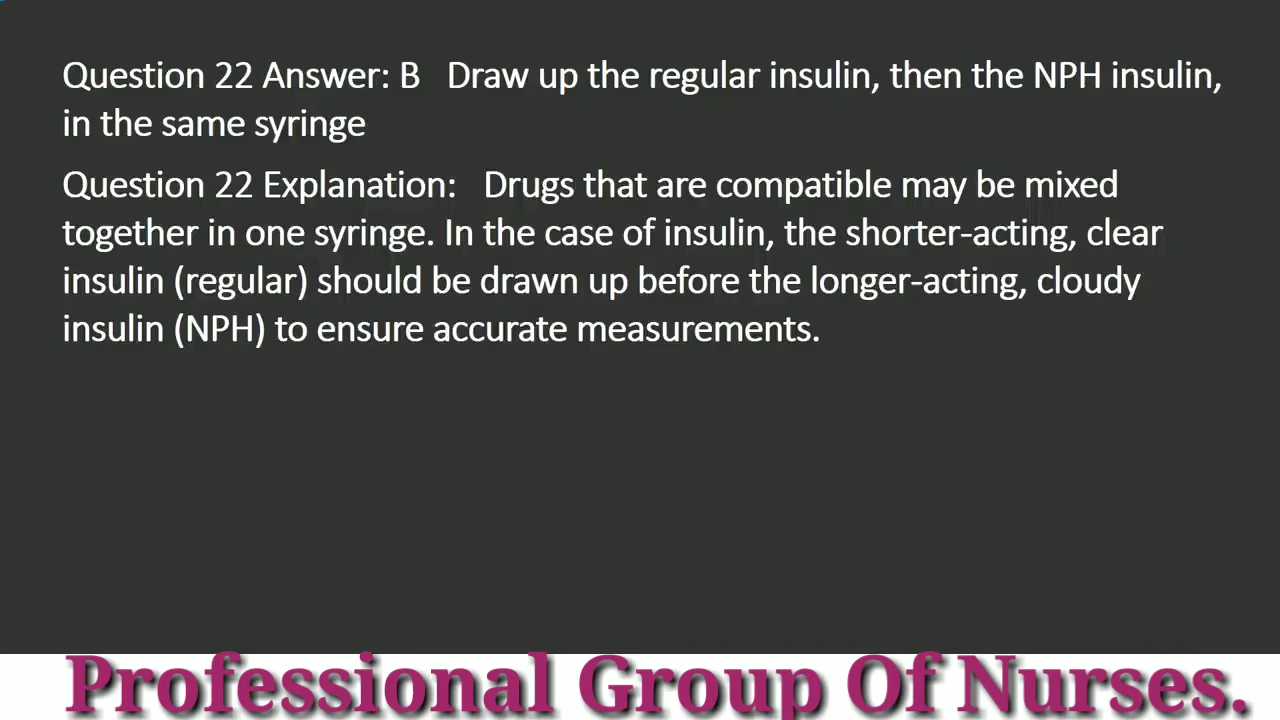 Question 22 Answer: B Draw up the regular insulin, then the NPH insulin,
in the same syringe
Question 22 Explanation: Drugs that are compatible may be mixed
together in one syringe. In the case of insulin, the shorter-acting, clear
insulin (regular) should be drawn up before the longer-acting, cloudy
insulin (NPH) to ensure accurate measurements.
Professional Group Of Nurses.